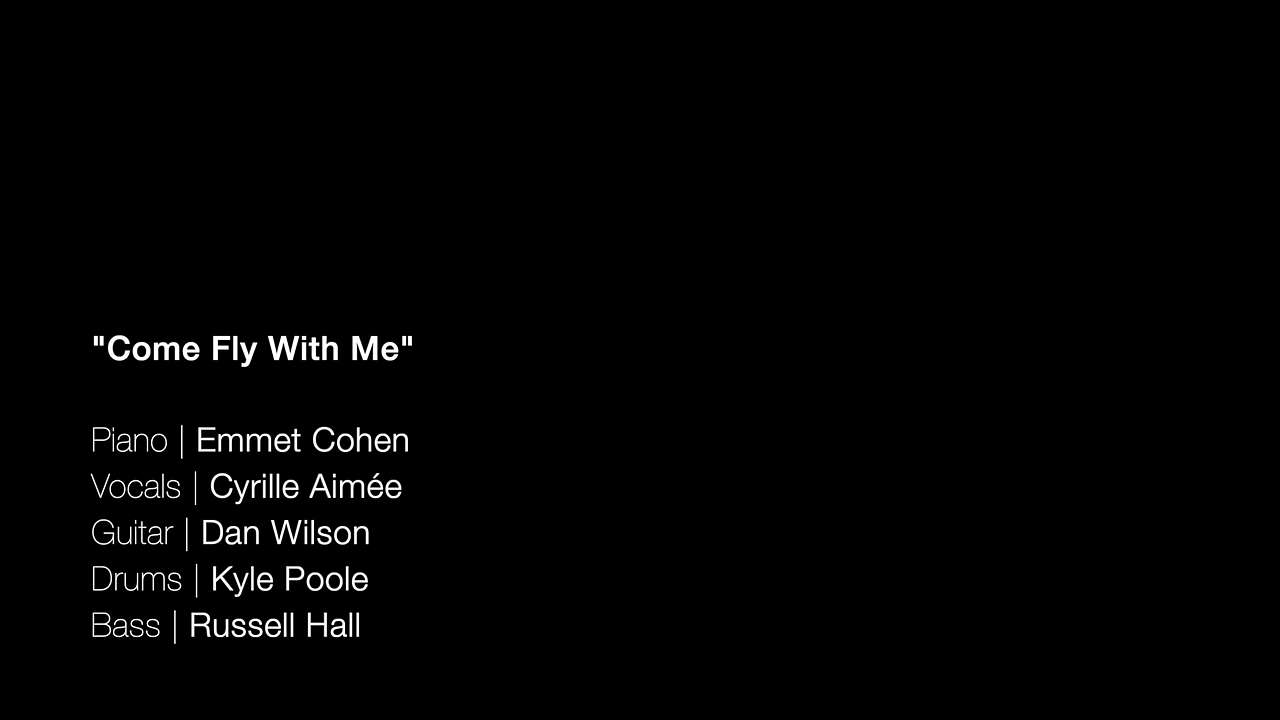 "Come Fly With Me"
Piano | Emmet Cohen
Vocals | Cyrille Aimée
Guitar | Dan Wilson
Drums | Kyle Poole
Bass | Russell Hall